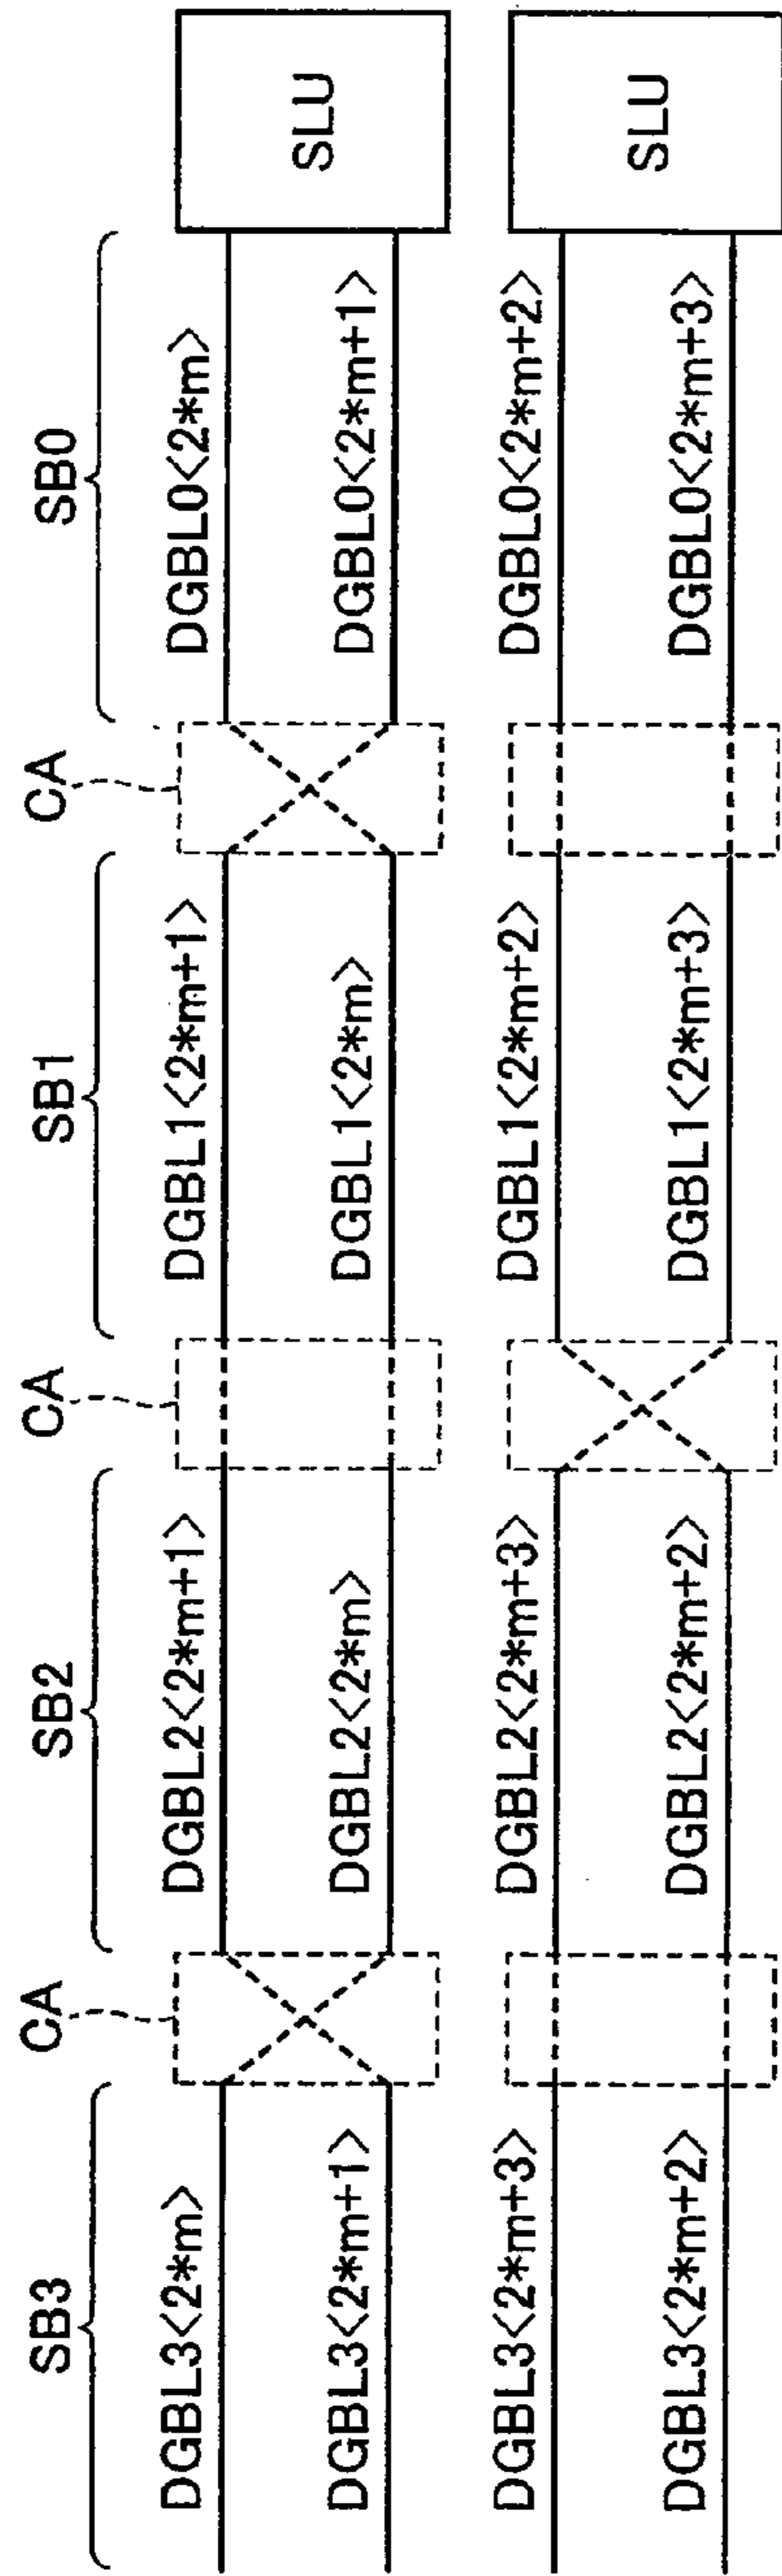 SB3
CA
SB2
CA
SB1
CA
SB0
DGBL3<2*m>
DGBL2<2*m+1>
DGBL1<2*m+1>
DGBL0<2*m>
SLU
DGBL3<2*m+1>
DGBL2<2*m>
DGBL1<2*m>
DGBL0<2*m+1>
DGBL3<2*m+3>
DGBL2<2*m+3>
DGBL1<2*m+2>
DGBL0<2*m+2>
SLU
DGBL3<2*m+2>
DGBL2<2*m+2>
DGBL1<2*m+3>
DGBL0<2*m+3>